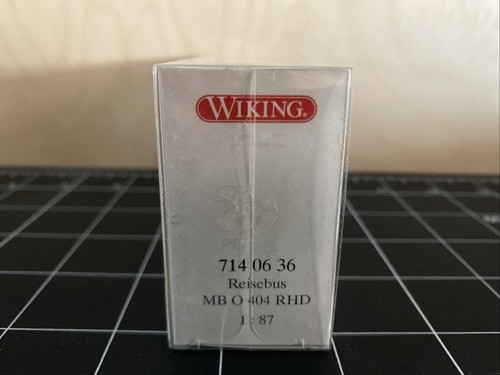 WIKING®
714 06 36
Reisebus
MB O 404 RHD
1 : 87